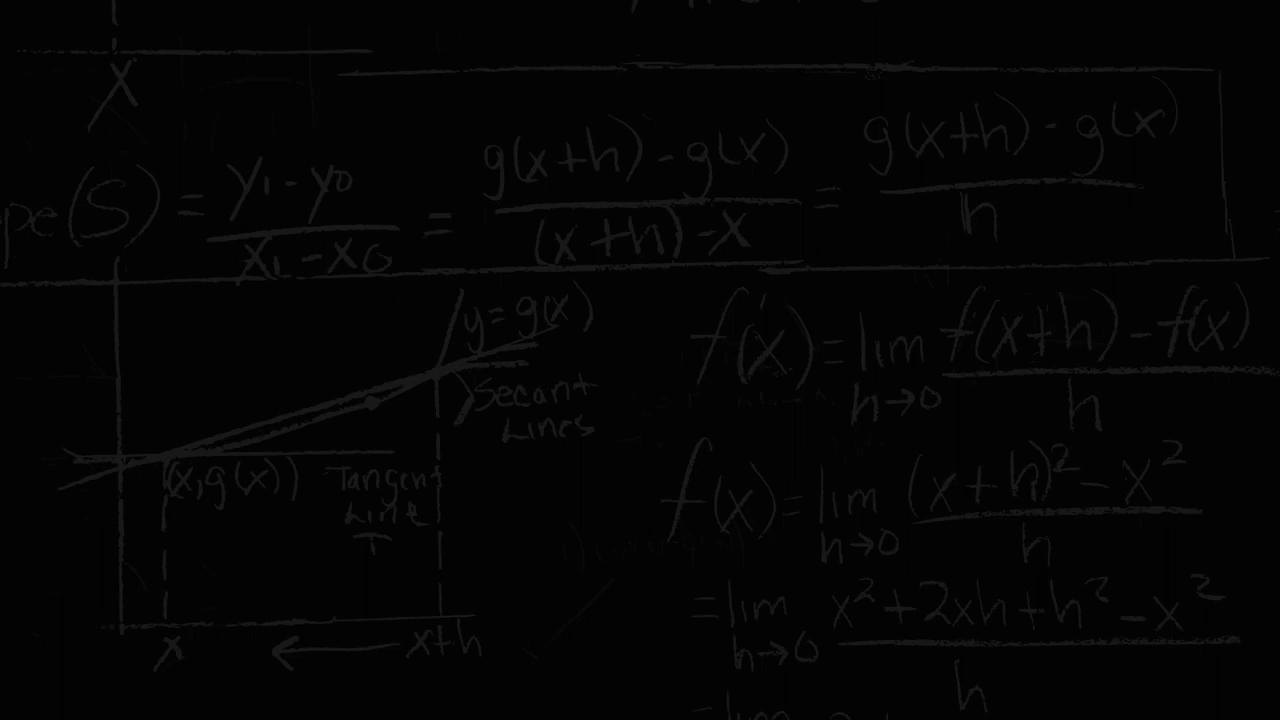 x
pe(S) = y₁ - y₀ / x₁ - x₀ = g(x+h) - g(x) / (x+h) - x = g(x+h) - g(x) / h
y = g(x)
Secant
Lines
(x, g(x))
Tangent
Line
T
x ← x+h
f(x) = lim h→0 f(x+h) - f(x) / h
f(x) = lim h→0 (x+h)² - x² / h
= lim h→0 x² + 2xh + h² - x² / h
= lim